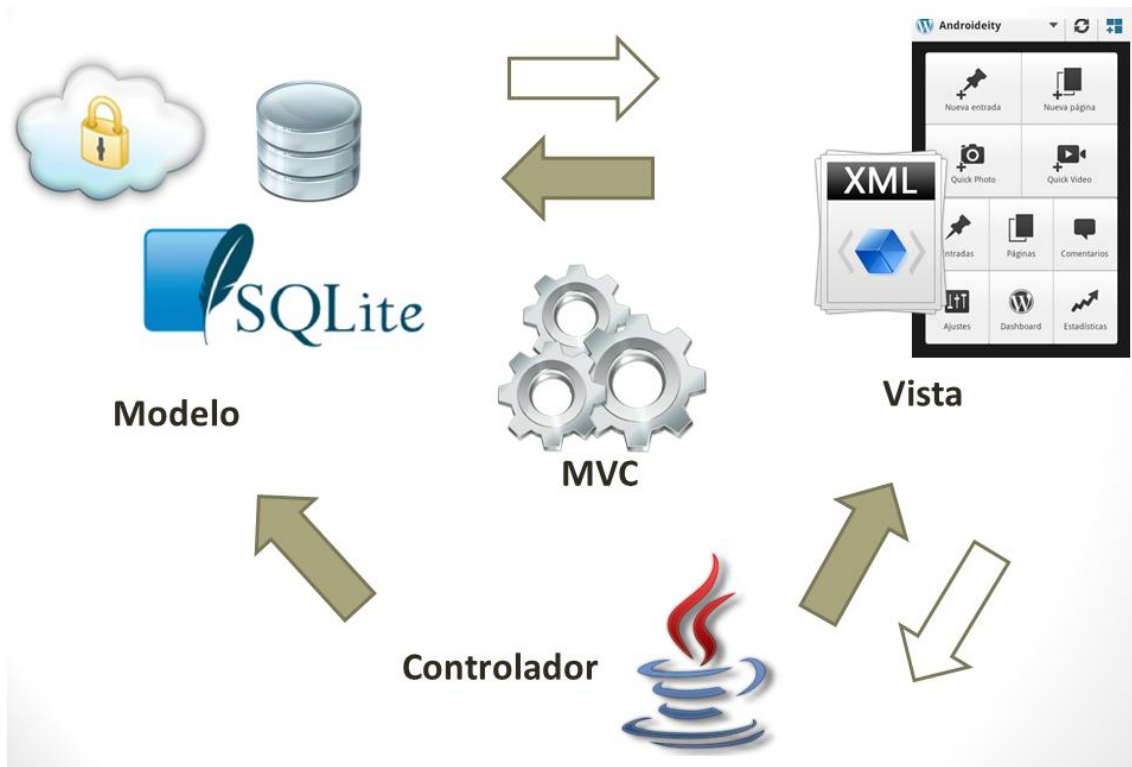 Androideity
Nueva entrada
Nueva página
Quick Photo
Quick Video
XML
Entradas
Páginas
Comentarios
Ajustes
Dashboard
Estadísticas
SQLite
Modelo
Vista
MVC
Controlador